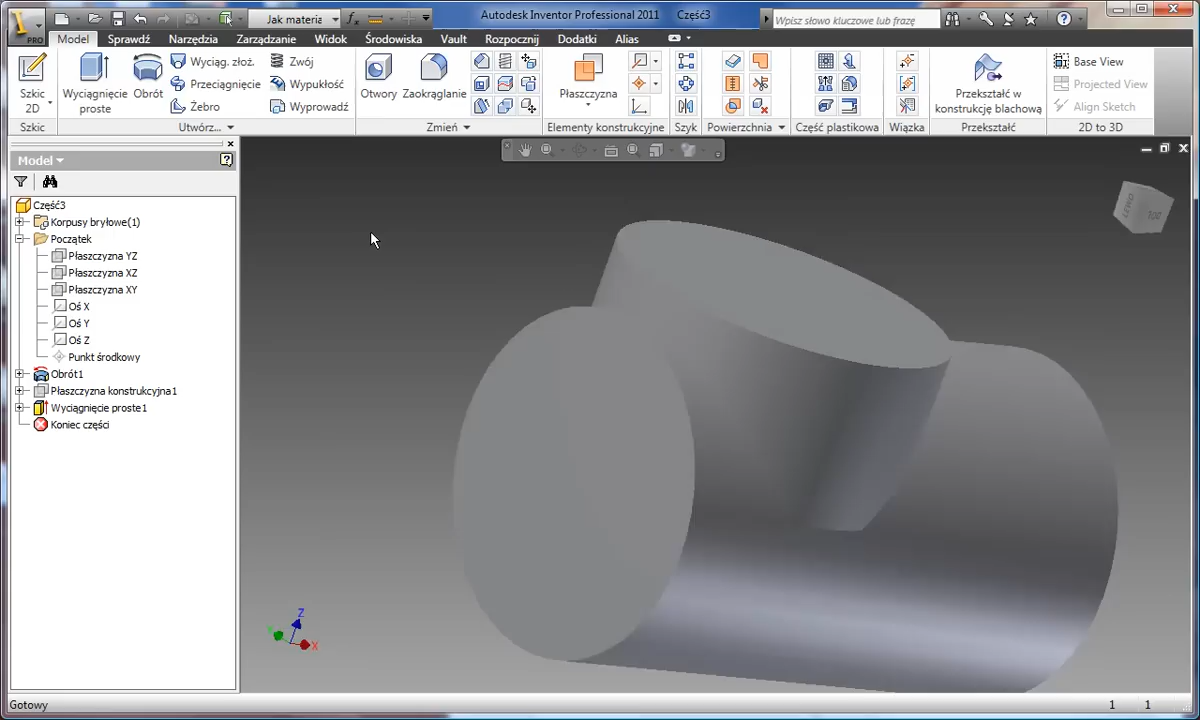 PRO
Jak materia
Autodesk Inventor Professional 2011 Część3
Wpisz słowo kluczowe lub frazę
Model Sprawdź Narzędzia Zarządzanie Widok Środowiska Vault Rozpocznij Dodatki Alias
Szkic 2D
Wyciągnięcie proste
Obrót
Wyciąg. złoż.
Przeciągnięcie
Żebro
Zwój
Wypukłość
Wyprowadź
Otwory
Zaokrąglanie
Płaszczyzna
Przekształć w konstrukcję blachową
Base View
Projected View
Align Sketch
Szkic Utwórz... Zmień Elementy konstrukcyjne Szyk Powierzchnia Część plastikowa Wiązka Przekształć 2D to 3D
Model
Część3
Korpusy bryłowe(1)
Początek
Płaszczyzna YZ
Płaszczyzna XZ
Płaszczyzna XY
Oś X
Oś Y
Oś Z
Punkt środkowy
Obrót1
Płaszczyzna konstrukcyjna1
Wyciągnięcie proste1
Koniec części
Z
X
Gotowy
1 1